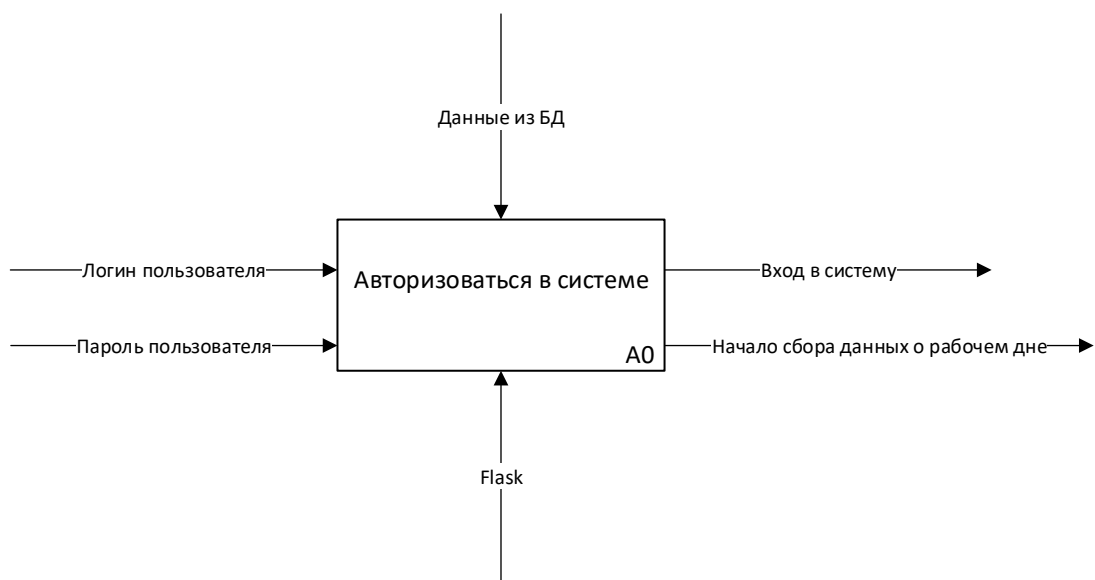 Данные из БД
Логин пользователя
Авторизоваться в системе
Вход в систему
Пароль пользователя
A0
Начало сбора данных о рабочем дне
Flask